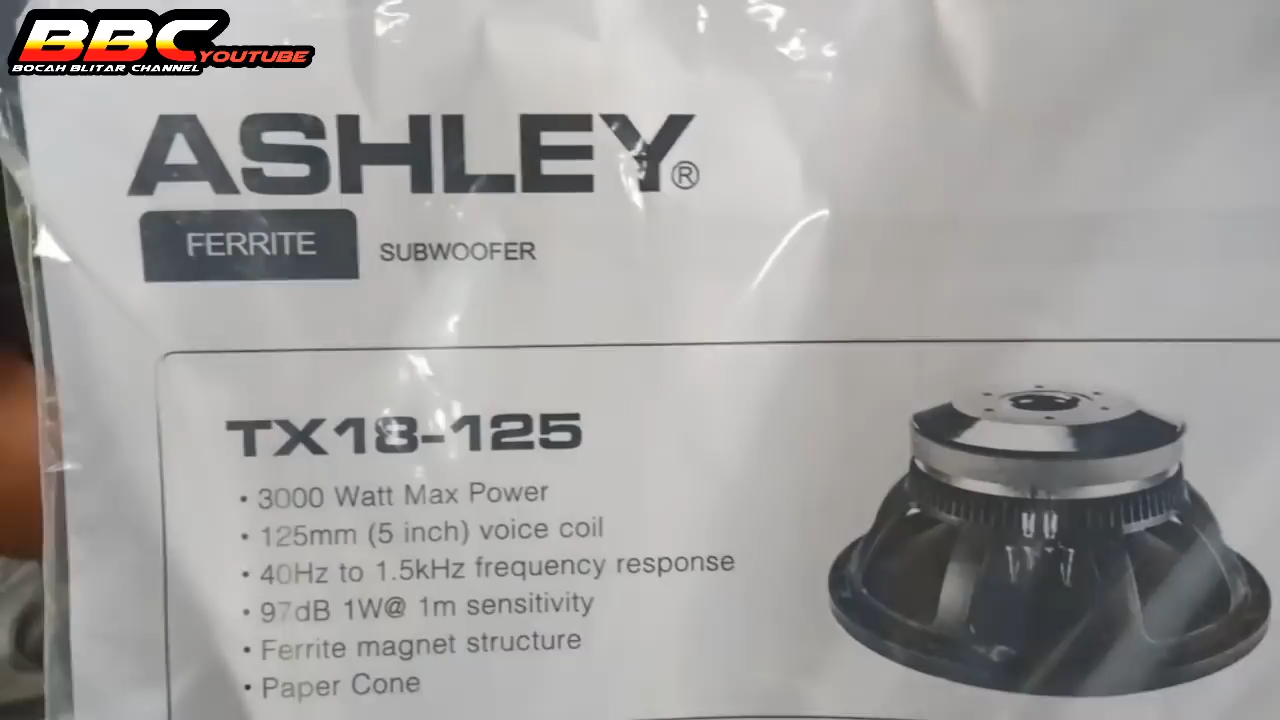 BBC YOUTUBE
BOCAH BLITAR CHANNEL
ASHLEY®
FERRITE SUBWOOFER
TX18-125
• 3000 Watt Max Power
• 125mm (5 inch) voice coil
• 40Hz to 1.5kHz frequency response
• 97dB 1W@ 1m sensitivity
• Ferrite magnet structure
• Paper Cone